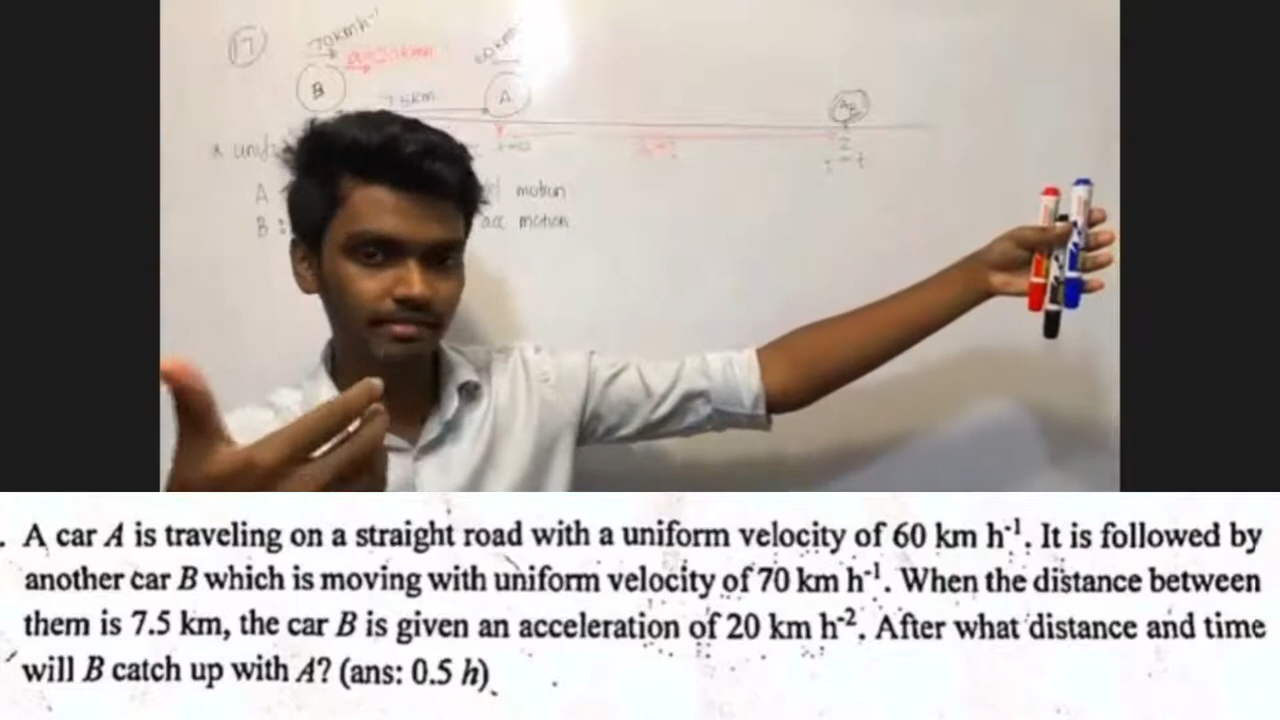 17
70kmh⁻¹
B
A
7.5km
t=t
A motion
B : acc motion
. A car A is traveling on a straight road with a uniform velocity of 60 km h⁻¹. It is followed by
another car B which is moving with uniform velocity of 70 km h⁻¹. When the distance between
them is 7.5 km, the car B is given an acceleration of 20 km h⁻². After what distance and time
will B catch up with A? (ans: 0.5 h)